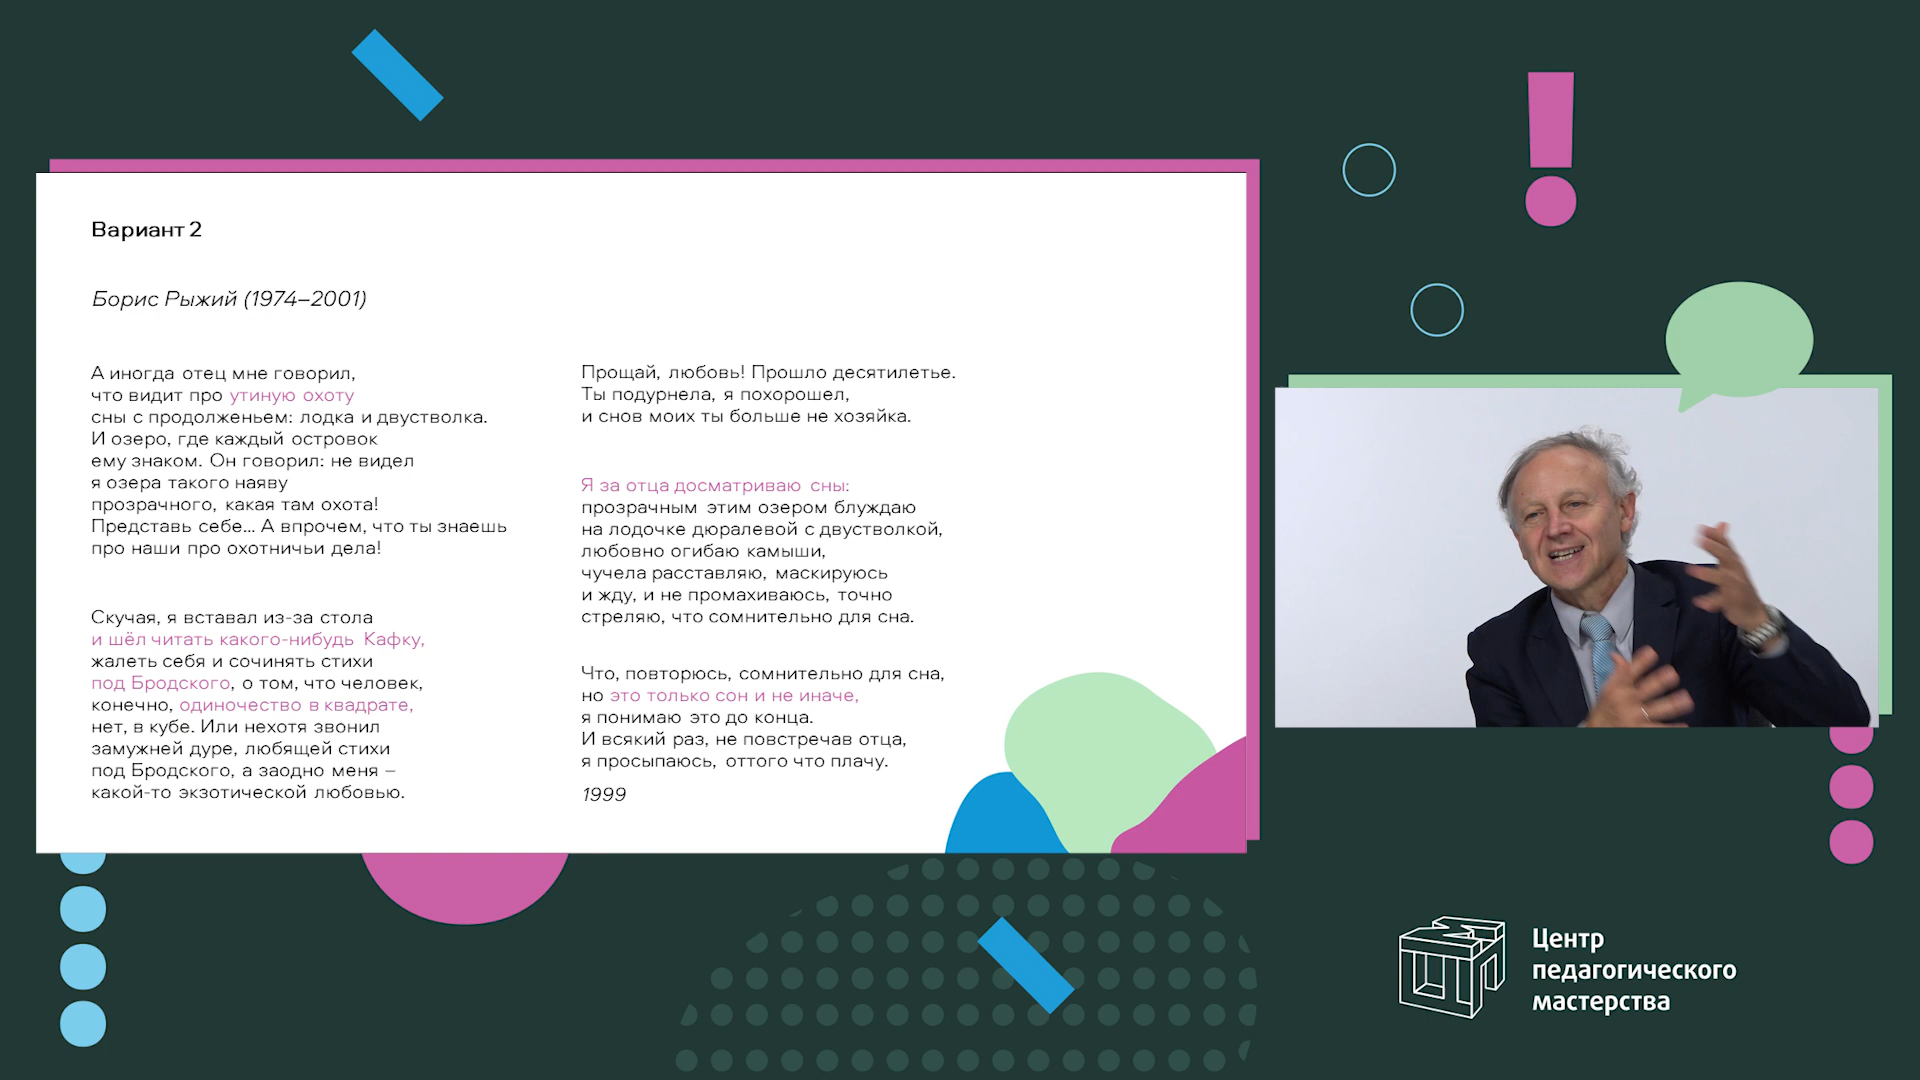 Вариант 2
Борис Рыжий (1974–2001)
А иногда отец мне говорил,
что видит про утиную охоту
сны с продолженьем: лодка и двустволка.
И озеро, где каждый островок
ему знаком. Он говорил: не видел
я озера такого наяву
прозрачного, какая там охота!
Представь себе... А впрочем, что ты знаешь
про наши про охотничьи дела!
Скучая, я вставал из-за стола
и шёл читать какого-нибудь Кафку,
жалеть себя и сочинять стихи
под Бродского, о том, что человек,
конечно, одиночество в квадрате,
нет, в кубе. Или нехотя звонил
замужней дуре, любящей стихи
под Бродского, а заодно меня –
какой-то экзотической любовью.
Прощай, любовь! Прошло десятилетье.
Ты подурнела, я похорошел,
и снов моих ты больше не хозяйка.
Я за отца досматриваю сны:
прозрачным этим озером блуждаю
на лодочке дюралевой с двустволкой,
любовно огибаю камыши,
чучела расставляю, маскируюсь
и жду, и не промахиваюсь, точно
стреляю, что сомнительно для сна.
Что, повторюсь, сомнительно для сна,
но это только сон и не иначе,
я понимаю это до конца.
И всякий раз, не повстречав отца,
я просыпаюсь, оттого что плачу.
1999
Центр
педагогического
мастерства